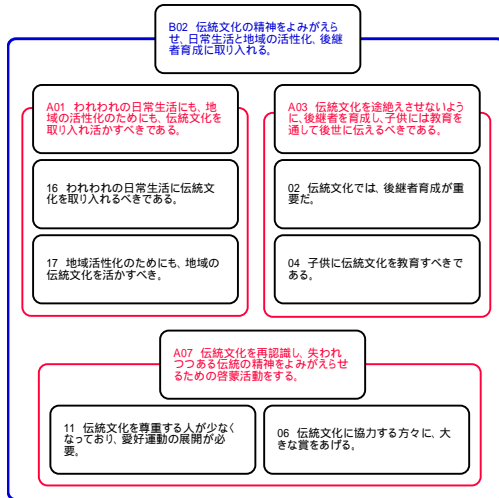 B02 伝統文化の精神をよみがえら
せ、日常生活と地域の活性化、後継
者育成に取り入れる。
A01 われわれの日常生活にも、地
域の活性化のためにも、伝統文化を
取り入れ活かすべきである。
16 われわれの日常生活に伝統文
化を取り入れるべきである。
17 地域活性化のためにも、地域の
伝統文化を活かすべき。
A03 伝統文化を途絶えさせないよう
に、後継者を育成し、子供には教育を
通して後世に伝えるべきである。
02 伝統文化では、後継者育成が重
要だ。
04 子供に伝統文化を教育すべきで
ある。
A07 伝統文化を再認識し、失われ
つつある伝統の精神をよみがえらせ
るための啓蒙活動をする。
11 伝統文化を尊重する人が少なく
なっており、愛好運動の展開が必
要。
06 伝統文化に協力する方々に、大
きな賞をあげる。